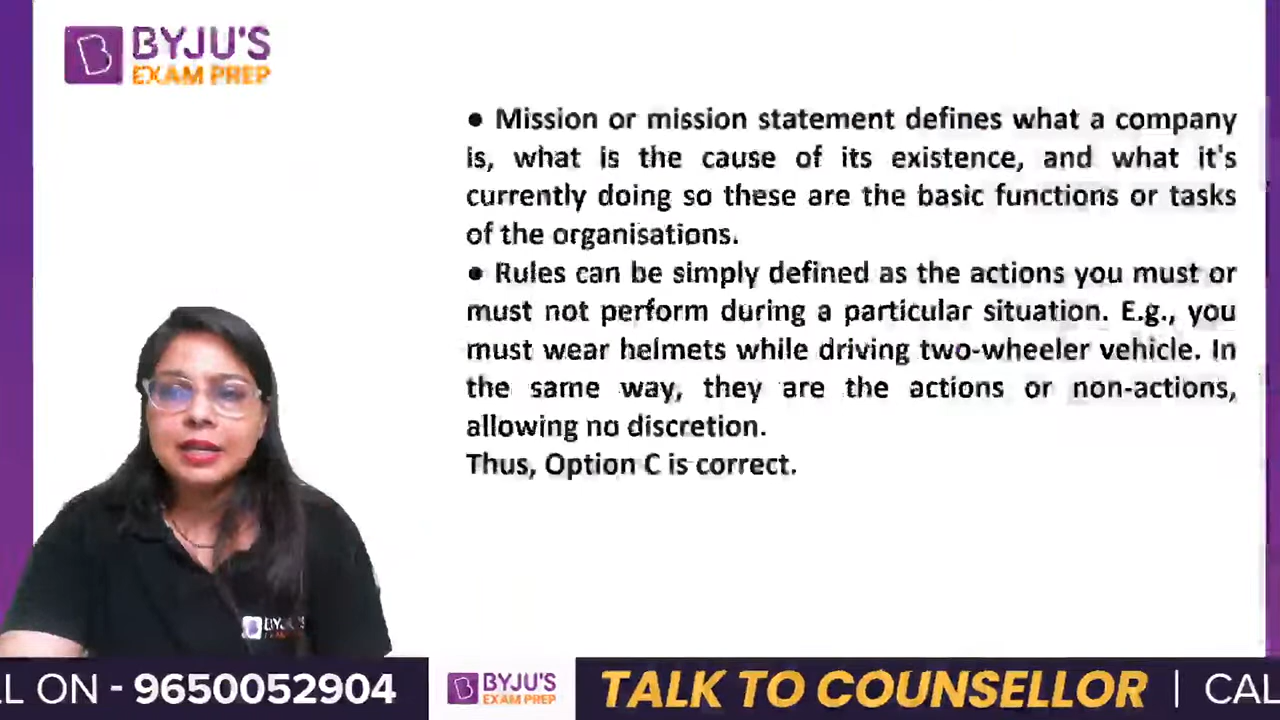 BYJU'S
EXAM PREP
● Mission or mission statement defines what a company
is, what is the cause of its existence, and what it's
currently doing so these are the basic functions or tasks
of the organisations.
● Rules can be simply defined as the actions you must or
must not perform during a particular situation. E.g., you
must wear helmets while driving two-wheeler vehicle. In
the same way, they are the actions or non-actions,
allowing no discretion.
Thus, Option C is correct.
L ON - 9650052904 BYJU'S EXAM PREP TALK TO COUNSELLOR | CAL